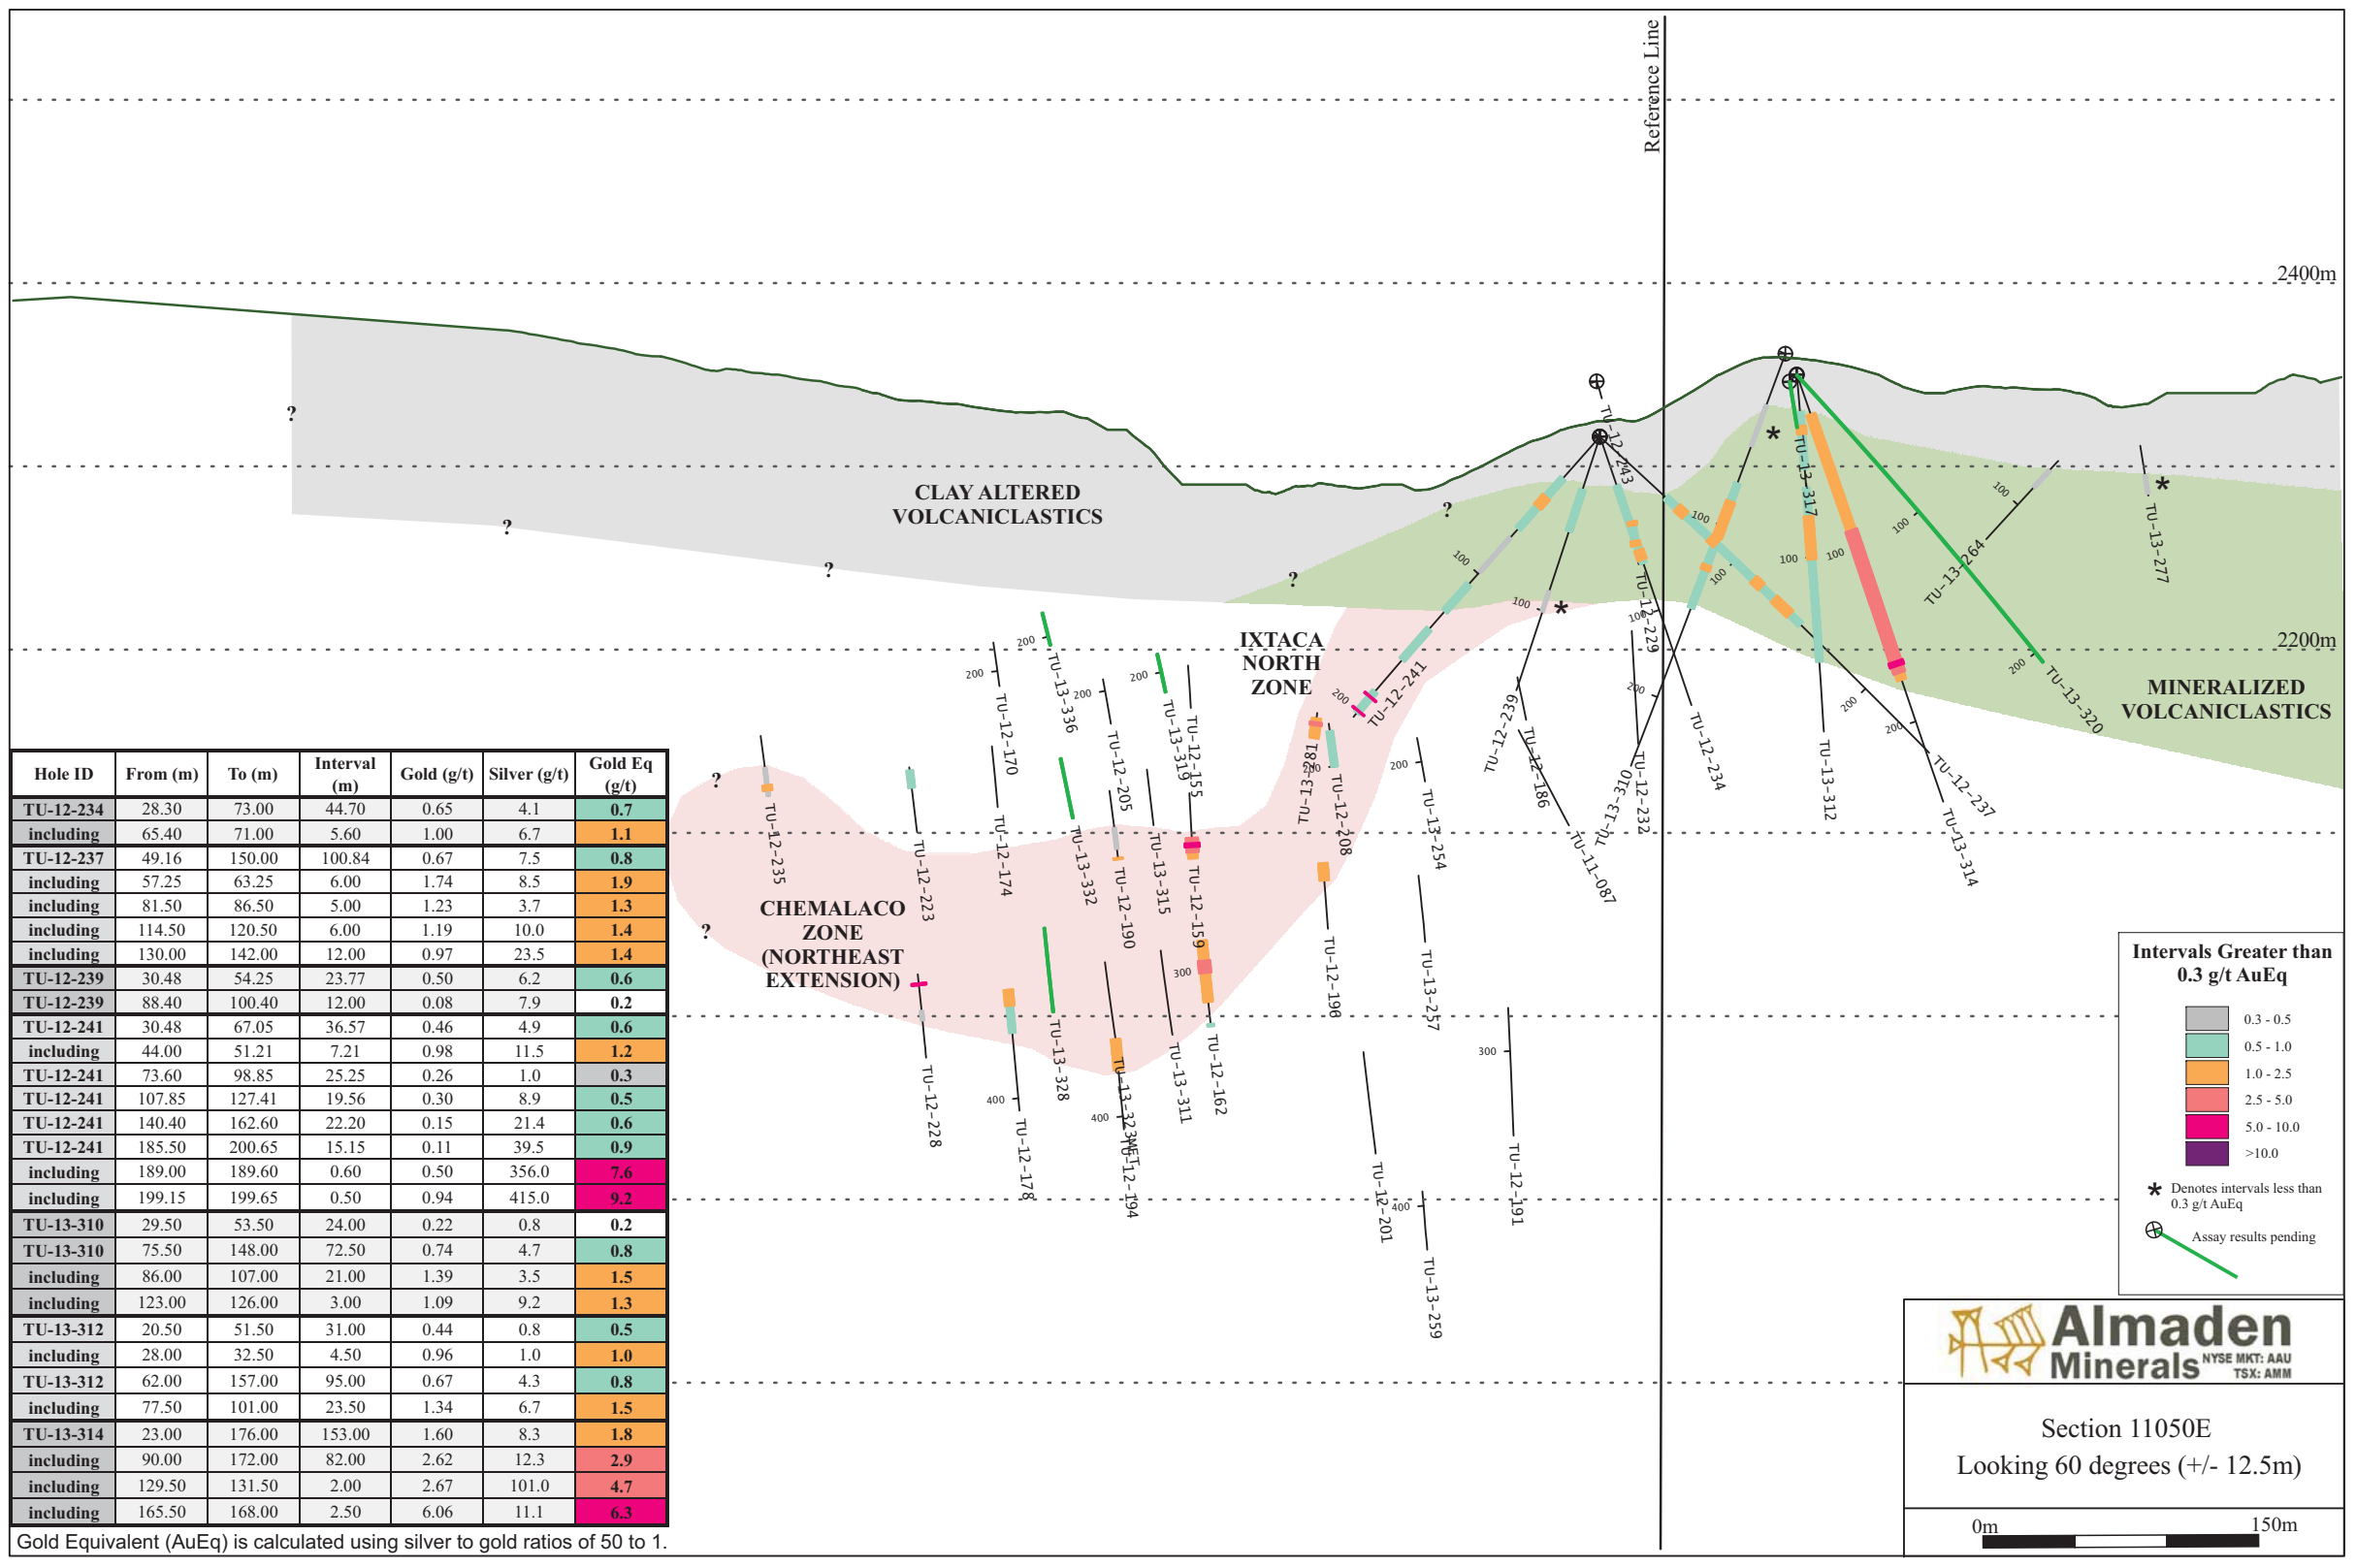 Reference Line
2400m
2200m
?
?
?
?
?
?
?
CLAY ALTERED
VOLCANICLASTICS
IXTACA
NORTH
ZONE
MINERALIZED
VOLCANICLASTICS
CHEMALACO
ZONE
(NORTHEAST
EXTENSION)
TU-12-243
TU-13-317
100
TU-13-264
*
TU-13-277
*
100
TU-13-320
200
100
100
TU-12-229
100
100
*
100
100
100
200
TU-12-241
200
TU-12-239
TU-12-186
TU-11-087
TU-13-310
200
TU-12-232
TU-12-234
TU-13-312
200
TU-12-237
200
TU-13-314
200
TU-12-170
200
TU-13-336
200
TU-12-205
200
TU-13-319
TU-12-155
TU-13-281
200
TU-12-208
200
TU-13-254
TU-12-235
TU-12-223
TU-12-174
TU-13-332
TU-12-190
TU-13-315
TU-12-159
300
TU-12-196
TU-13-257
TU-12-228
400
TU-12-178
TU-13-328
400
TU-13-323MET
TU-12-194
TU-13-311
TU-12-162
TU-12-201
400
TU-13-259
300
TU-12-191
Hole ID From (m) To (m) Interval (m) Gold (g/t) Silver (g/t) Gold Eq (g/t)
TU-12-234 28.30 73.00 44.70 0.65 4.1 0.7
including 65.40 71.00 5.60 1.00 6.7 1.1
TU-12-237 49.16 150.00 100.84 0.67 7.5 0.8
including 57.25 63.25 6.00 1.74 8.5 1.9
including 81.50 86.50 5.00 1.23 3.7 1.3
including 114.50 120.50 6.00 1.19 10.0 1.4
including 130.00 142.00 12.00 0.97 23.5 1.4
TU-12-239 30.48 54.25 23.77 0.50 6.2 0.6
TU-12-239 88.40 100.40 12.00 0.08 7.9 0.2
TU-12-241 30.48 67.05 36.57 0.46 4.9 0.6
including 44.00 51.21 7.21 0.98 11.5 1.2
TU-12-241 73.60 98.85 25.25 0.26 1.0 0.3
TU-12-241 107.85 127.41 19.56 0.30 8.9 0.5
TU-12-241 140.40 162.60 22.20 0.15 21.4 0.6
TU-12-241 185.50 200.65 15.15 0.11 39.5 0.9
including 189.00 189.60 0.60 0.50 356.0 7.6
including 199.15 199.65 0.50 0.94 415.0 9.2
TU-13-310 29.50 53.50 24.00 0.22 0.8 0.2
TU-13-310 75.50 148.00 72.50 0.74 4.7 0.8
including 86.00 107.00 21.00 1.39 3.5 1.5
including 123.00 126.00 3.00 1.09 9.2 1.3
TU-13-312 20.50 51.50 31.00 0.44 0.8 0.5
including 28.00 32.50 4.50 0.96 1.0 1.0
TU-13-312 62.00 157.00 95.00 0.67 4.3 0.8
including 77.50 101.00 23.50 1.34 6.7 1.5
TU-13-314 23.00 176.00 153.00 1.60 8.3 1.8
including 90.00 172.00 82.00 2.62 12.3 2.9
including 129.50 131.50 2.00 2.67 101.0 4.7
including 165.50 168.00 2.50 6.06 11.1 6.3
Gold Equivalent (AuEq) is calculated using silver to gold ratios of 50 to 1.
Intervals Greater than
0.3 g/t AuEq
0.3 - 0.5
0.5 - 1.0
1.0 - 2.5
2.5 - 5.0
5.0 - 10.0
>10.0
* Denotes intervals less than
0.3 g/t AuEq
Assay results pending
Almaden
Minerals NYSE MKT: AAU
TSX: AMM
Section 11050E
Looking 60 degrees (+/- 12.5m)
0m 150m